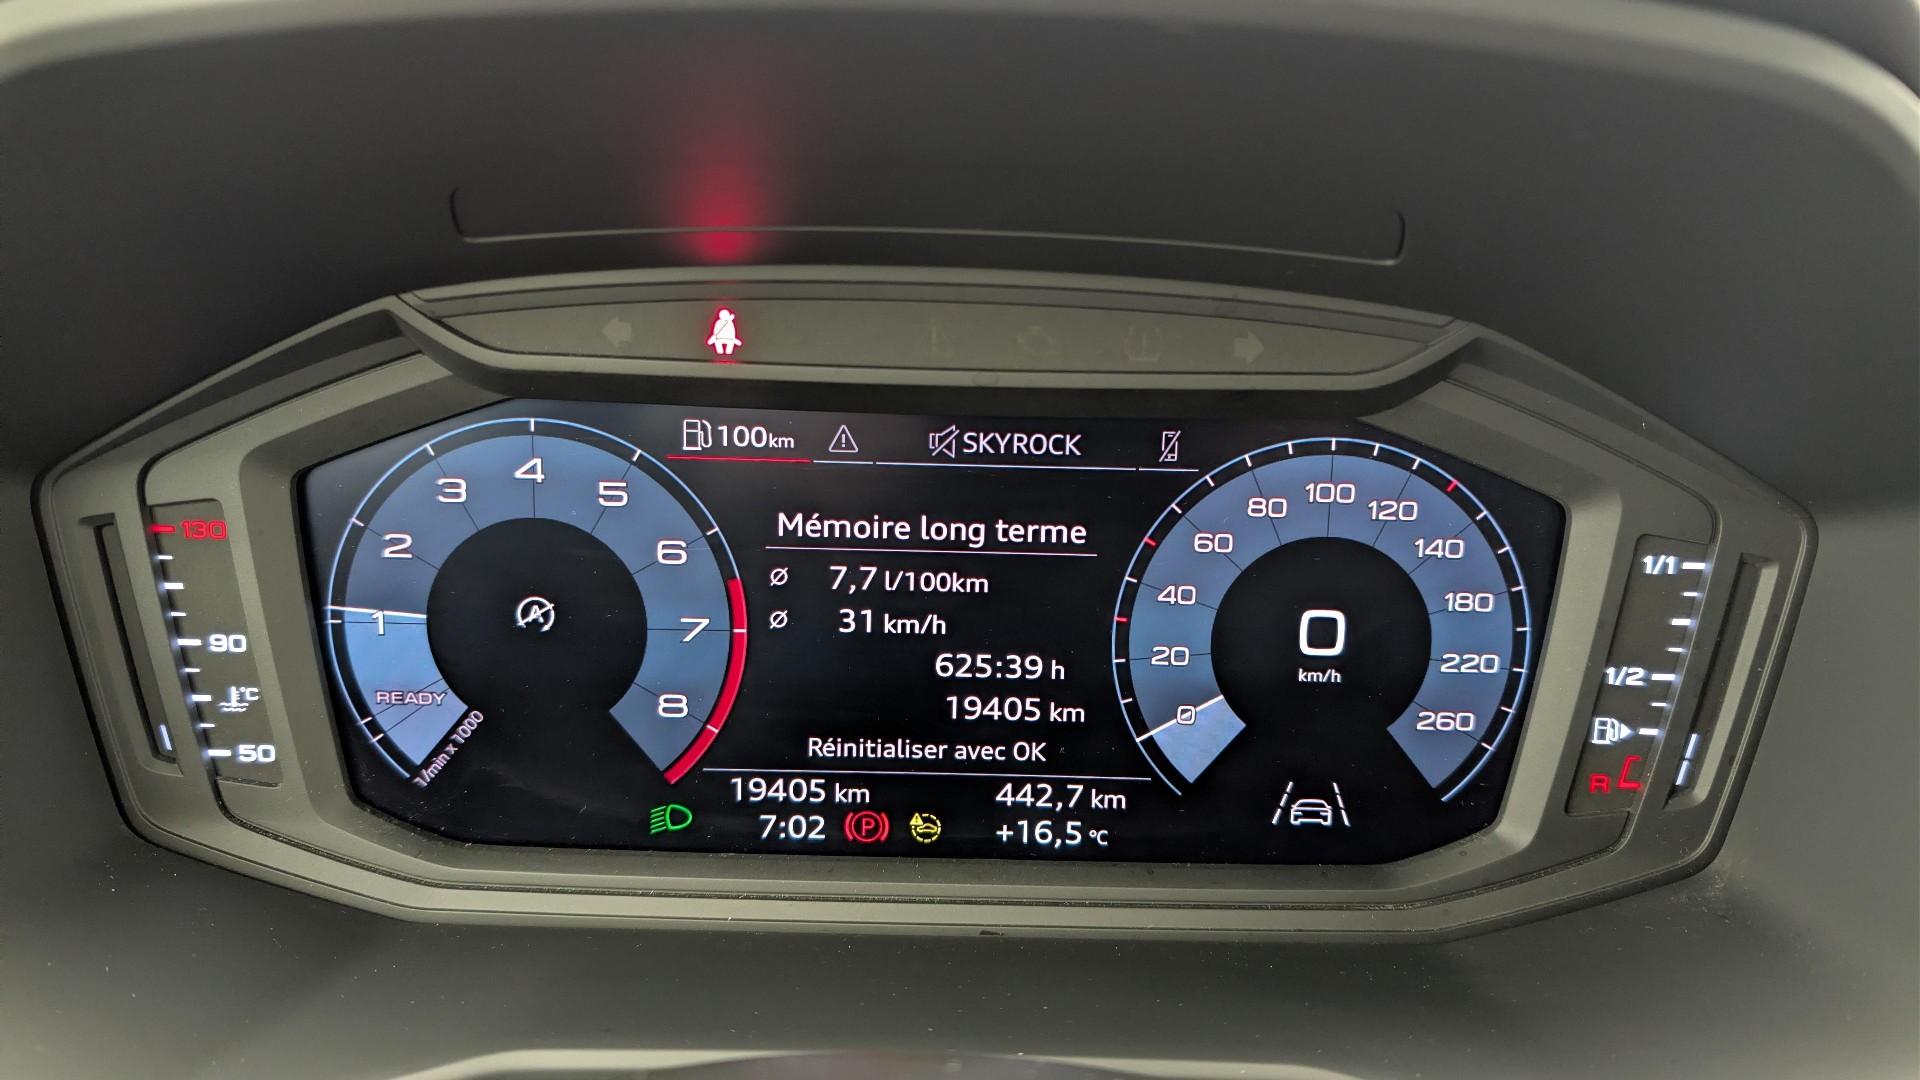 100km
SKYROCK
Mémoire long terme
ø 7,7 l/100km
ø 31 km/h
625:39 h
19405 km
Réinitialiser avec OK
19405 km
442,7 km
7:02
P
+16,5 °C
1
2
3
4
5
6
7
8
READY
1/min x 1000
A
0
20
40
60
80
100
120
140
180
220
260
0
km/h
130
90
°C
50
1/1
1/2
R